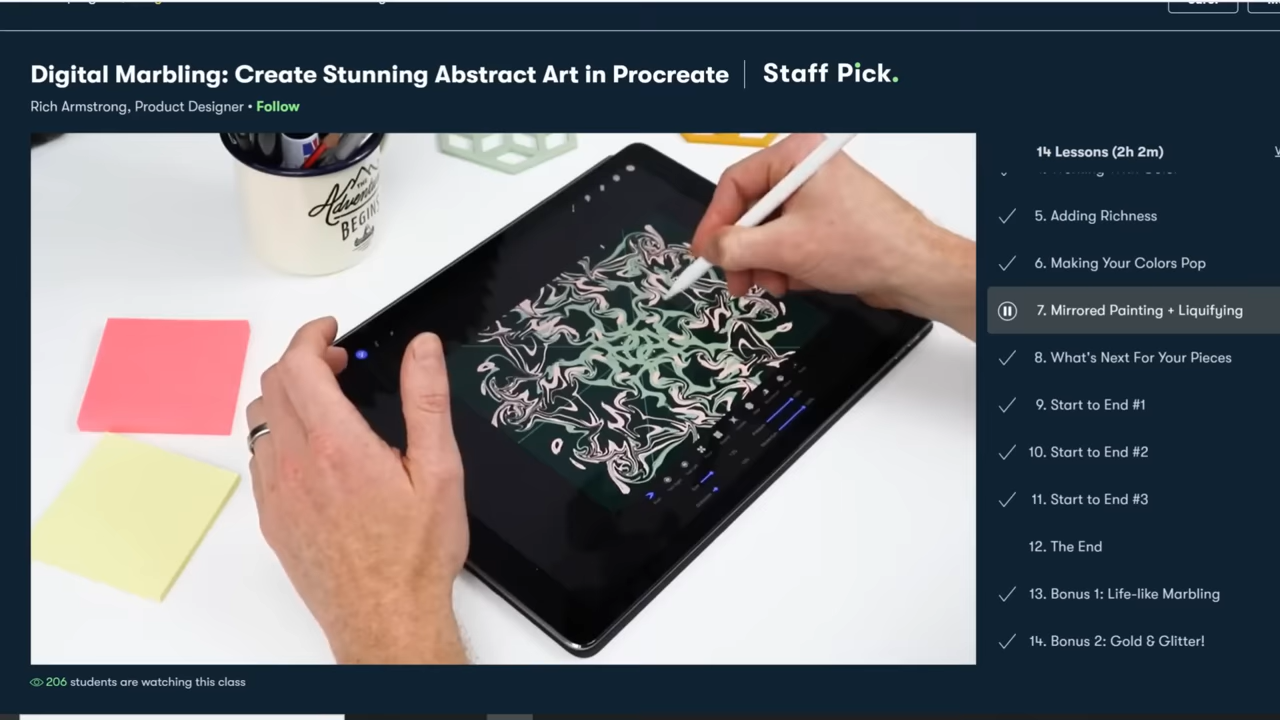 Digital Marbling: Create Stunning Abstract Art in Procreate | Staff Pick.
Rich Armstrong, Product Designer • Follow
THE
Adventure
BEGINS
14 Lessons (2h 2m)
5. Adding Richness
6. Making Your Colors Pop
7. Mirrored Painting + Liquifying
8. What's Next For Your Pieces
9. Start to End #1
10. Start to End #2
11. Start to End #3
12. The End
13. Bonus 1: Life-like Marbling
14. Bonus 2: Gold & Glitter!
206 students are watching this class